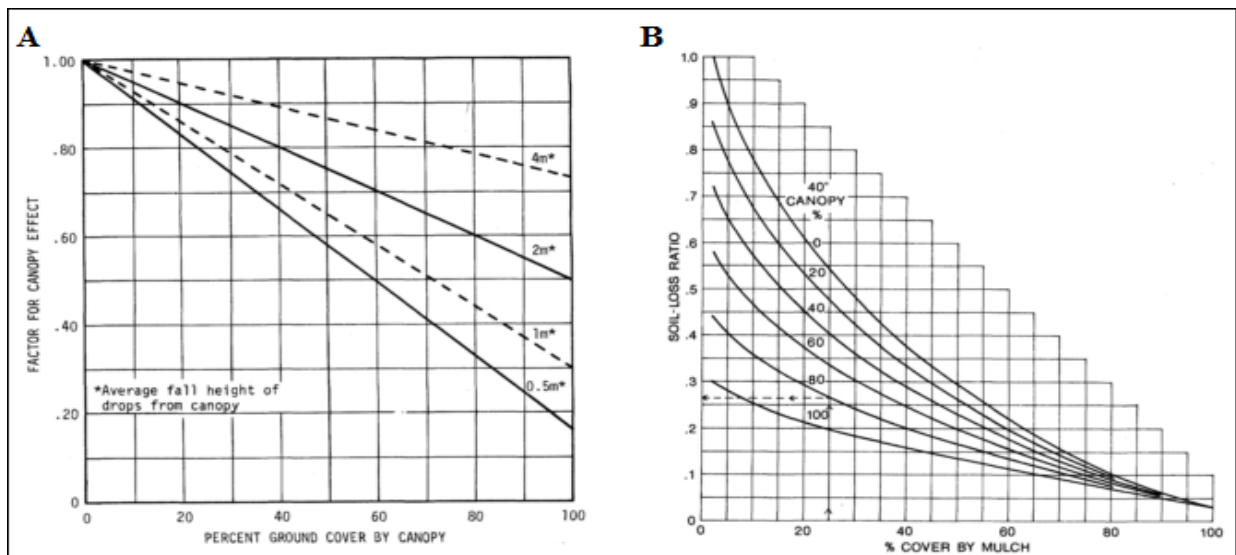 A
1.00
.80
.60
.40
.20
0
FACTOR FOR CANOPY EFFECT
4m*
2m*
1m*
0.5m*
*Average fall height of
drops from canopy
0 20 40 60 80 100
PERCENT GROUND COVER BY CANOPY
B
1.0
.9
.8
.7
.6
.5
.4
.3
.2
.1
0
SOIL-LOSS RATIO
40"
CANOPY
%
0
20
40
60
80
100
0 20 40 60 80 100
% COVER BY MULCH